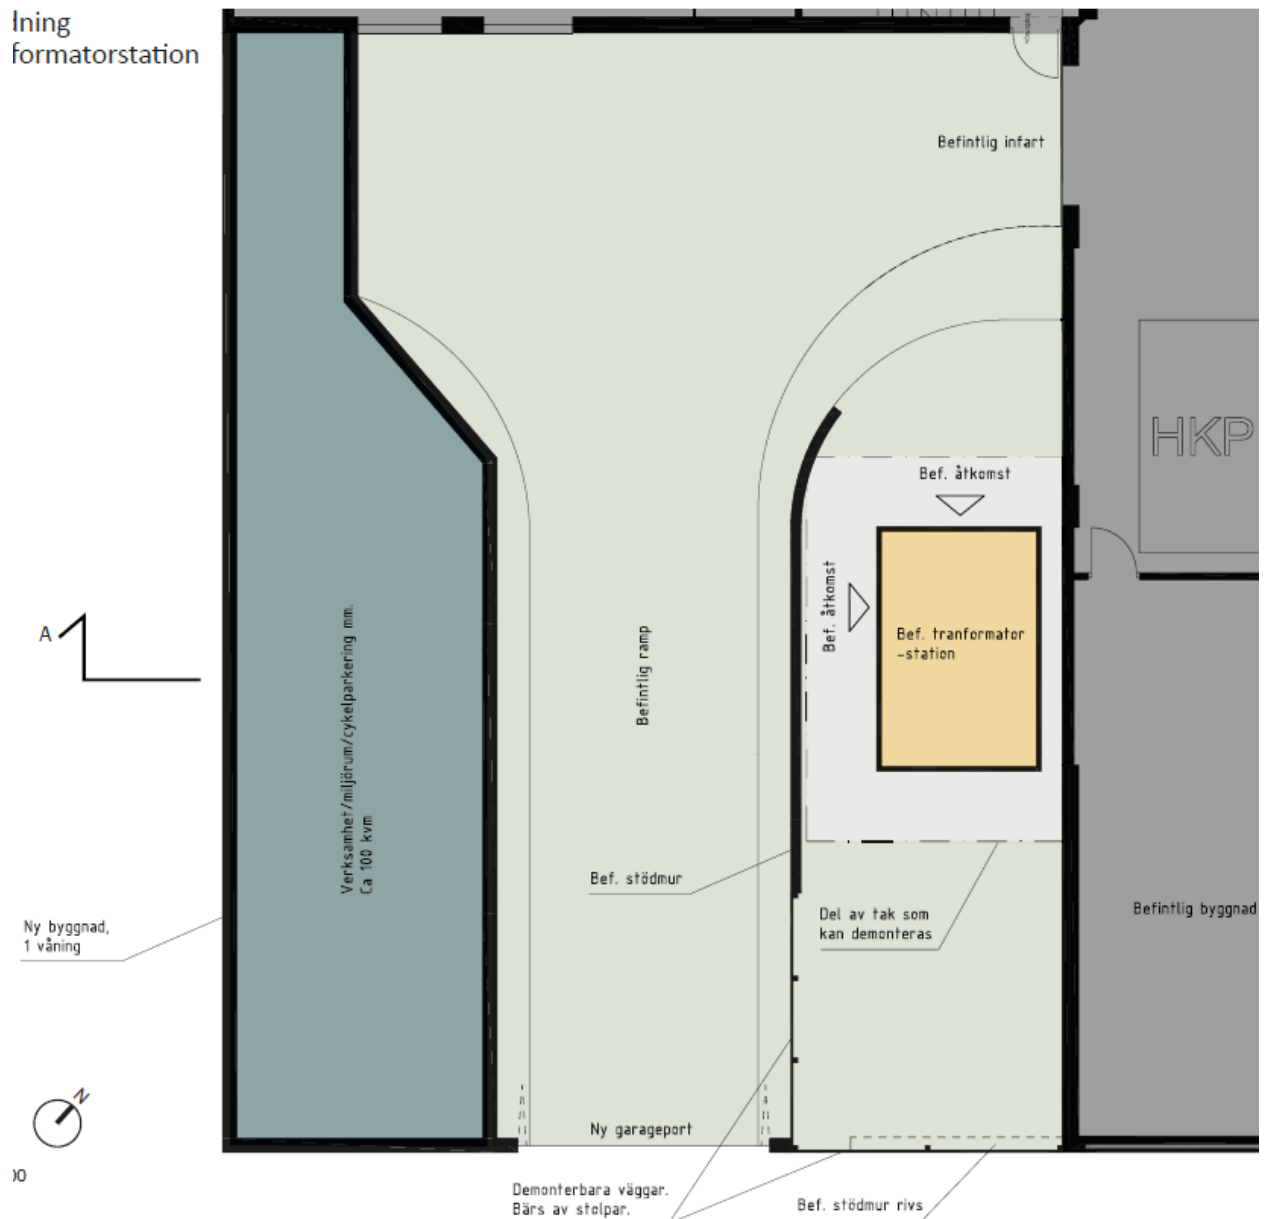 dning
formatorstation
Befintlig infart
HKP
Bef. åtkomst
Bef. åtkomst
Bef. tranformator
-station
A
Befintlig ramp
Verksamhet/miljörum/cykelparkering mm.
Ca 100 kvm
Bef. stödmur
Del av tak som
kan demonteras
Befintlig byggnad
Ny byggnad,
1 våning
N
Ny garageport
00
Demonterbara väggar.
Bärs av stolpar.
Bef. stödmur rivs